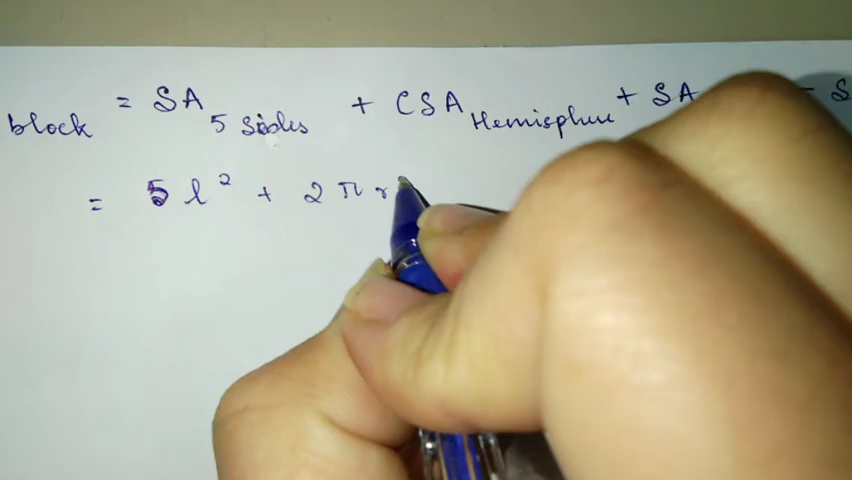 block = SA 5 Sides + CSA Hemisphere + SA - S
= 5 l² + 2 π r